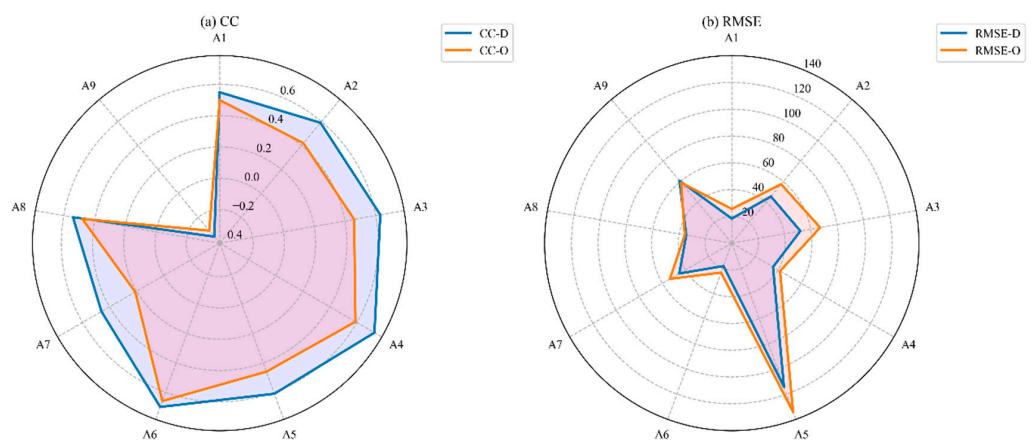 (a) CC
CC-D
CC-O
A1
A2
A3
A4
A5
A6
A7
A8
A9
0.6
0.4
0.2
0.0
−0.2
0.4
(b) RMSE
RMSE-D
RMSE-O
A1
A2
A3
A4
A5
A6
A7
A8
A9
140
120
100
80
60
40
20